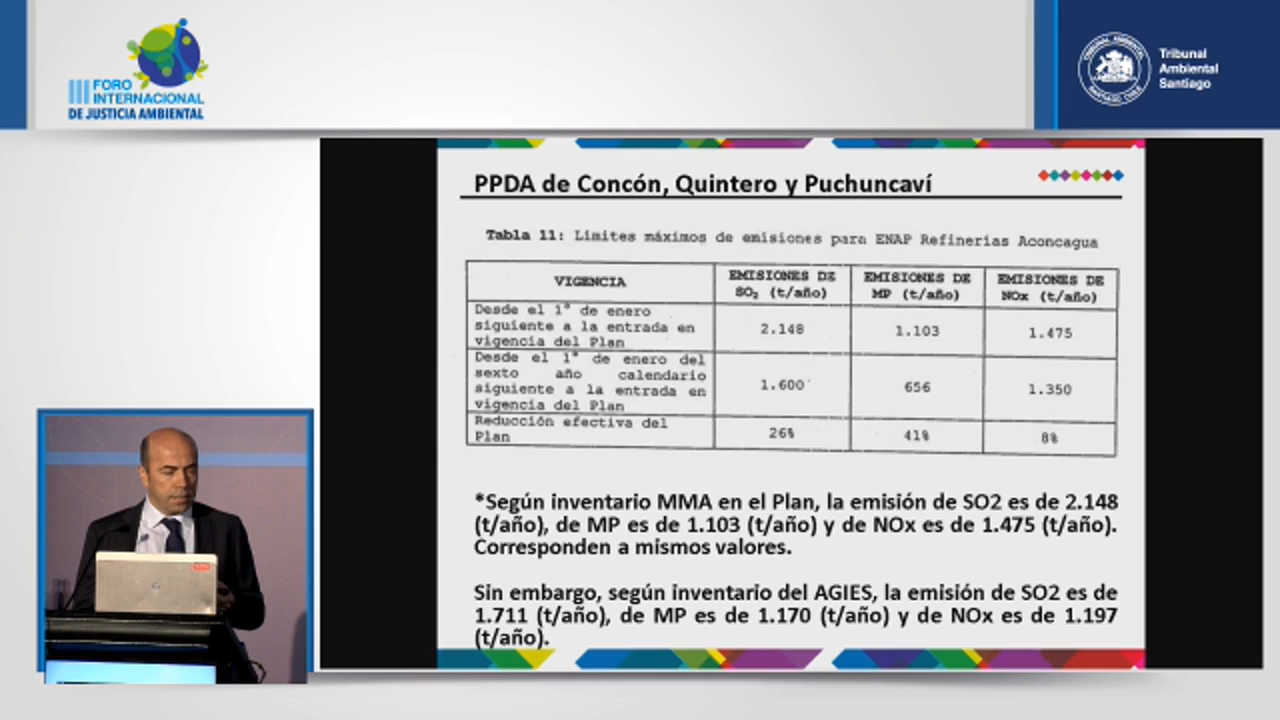 FORO
INTERNACIONAL
DE JUSTICIA AMBIENTAL
Tribunal
Ambiental
Santiago
PPDA de Concón, Quintero y Puchuncaví
Tabla 11: Limites máximos de emisiones para ENAP Refinerías Aconcagua
VIGENCIA
EMISIONES DE
SO₂ (t/año)
EMISIONES DE
MP (t/año)
EMISIONES DE
NOx (t/año)
Desde el 1° de enero
siguiente a la entrada en
vigencia del Plan
2.148
1.103
1.475
Desde el 1° de enero del
sexto año calendario
siguiente a la entrada en
vigencia del Plan
1.600
656
1.350
Reducción efectiva del
Plan
26%
41%
8%
*Según inventario MMA en el Plan, la emisión de SO2 es de 2.148
(t/año), de MP es de 1.103 (t/año) y de NOx es de 1.475 (t/año).
Corresponden a mismos valores.
Sin embargo, según inventario del AGIES, la emisión de SO2 es de
1.711 (t/año), de MP es de 1.170 (t/año) y de NOx es de 1.197
(t/año).